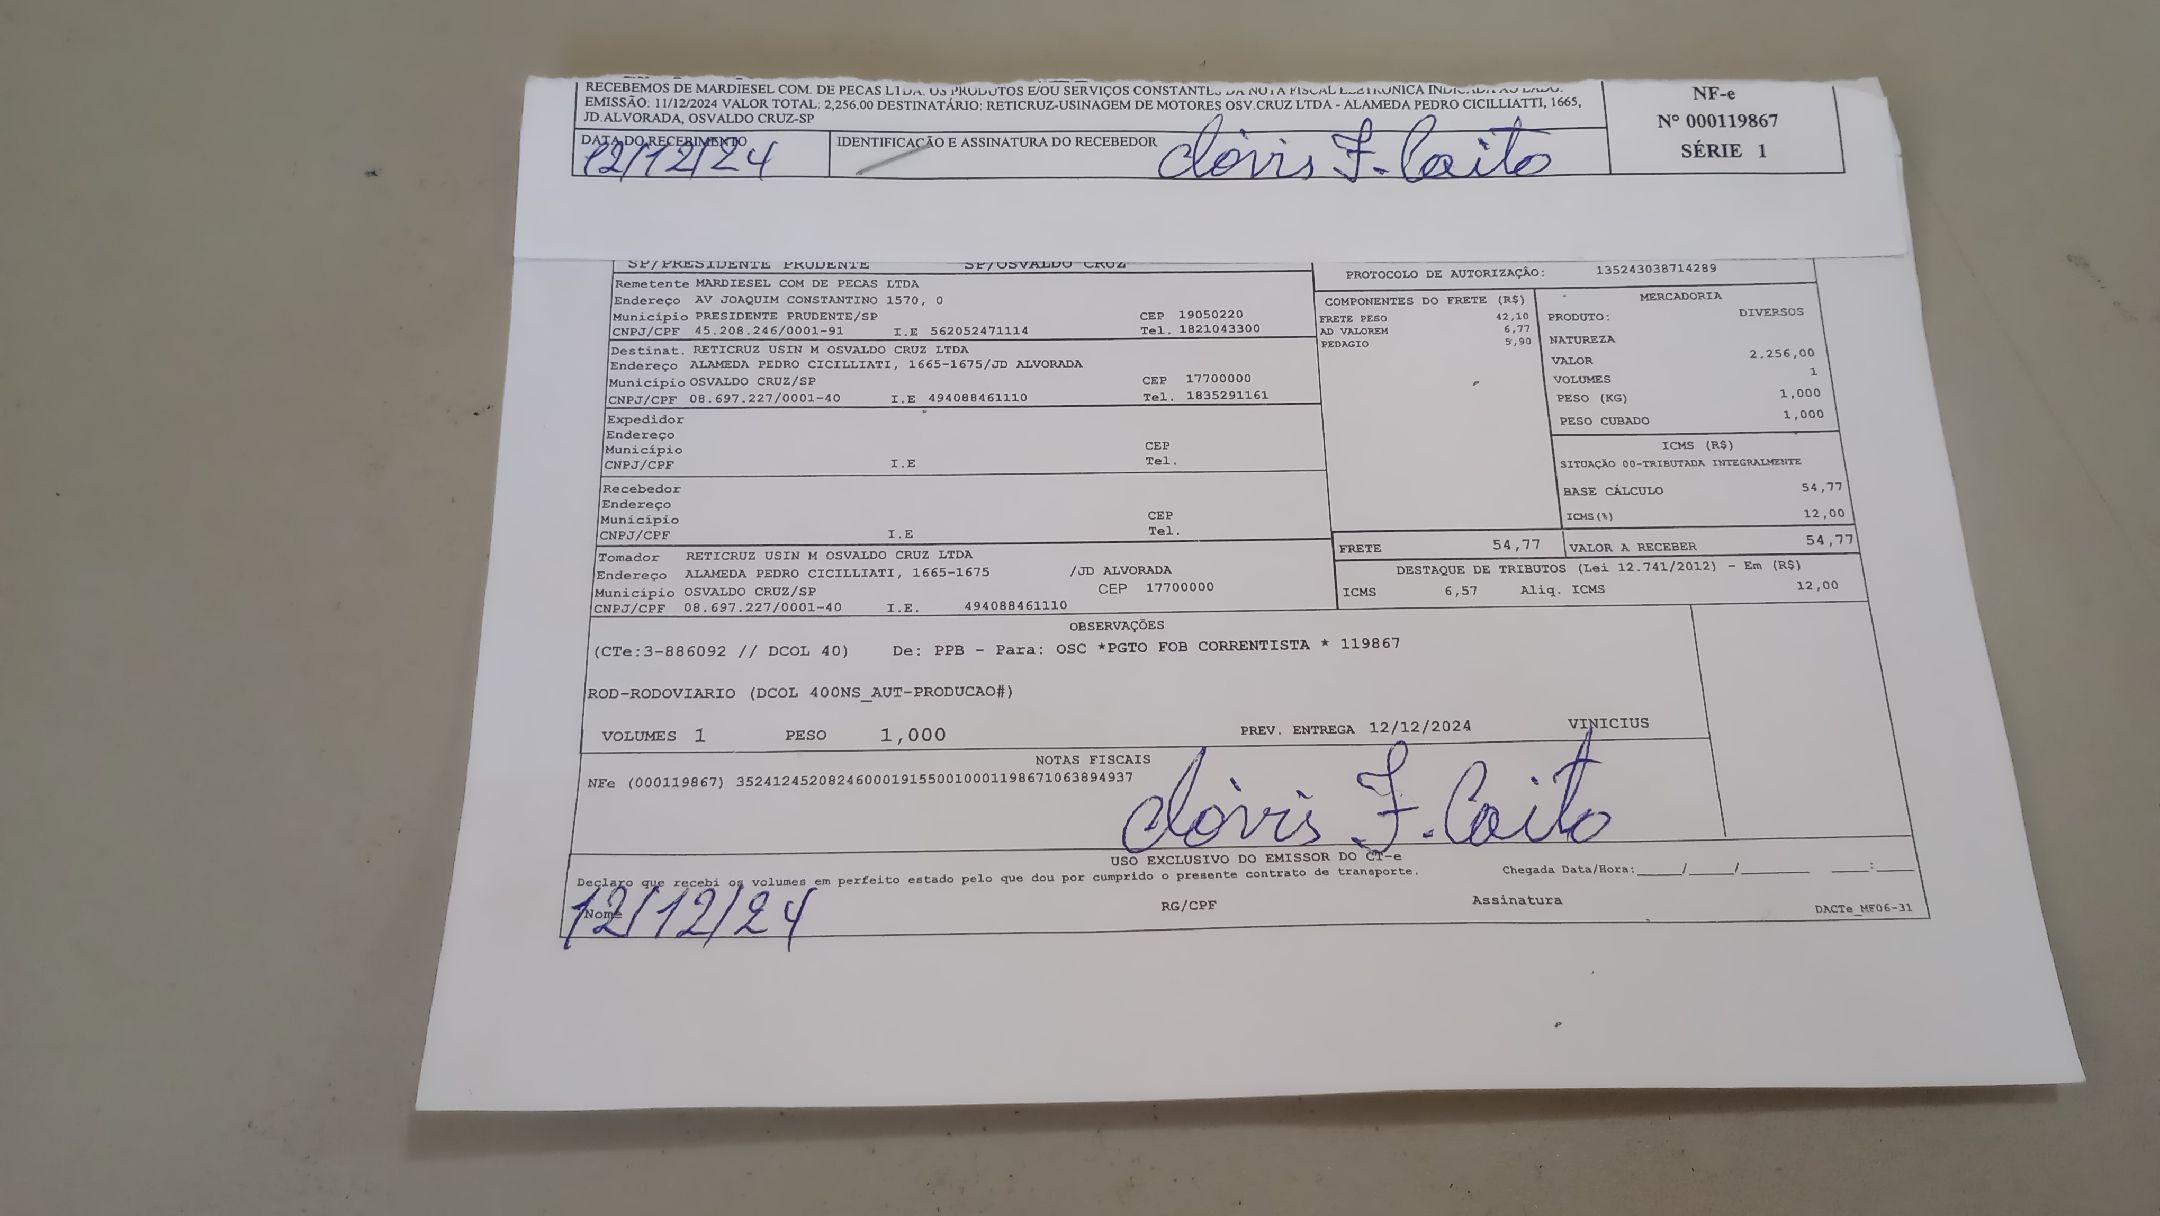 RECEBEMOS DE MARDIESEL COM. DE PECAS LTDA. OS PRODUTOS E/OU SERVIÇOS CONSTANTES DA NOTA FISCAL ELETRONICA INDICADA AO LADO.
EMISSÃO: 11/12/2024 VALOR TOTAL: 2,256.00 DESTINATÁRIO: RETICRUZ-USINAGEM DE MOTORES OSV.CRUZ LTDA - ALAMEDA PEDRO CICILLIATTI, 1665,
JD.ALVORADA, OSVALDO CRUZ-SP
NF-e
Nº 000119867
SÉRIE 1
DATA DO RECEBIMENTO
12/12/24
IDENTIFICAÇÃO E ASSINATURA DO RECEBEDOR
Clóvis F. Caito
SP/PRESIDENTE PRUDENTE SP/OSVALDO CRUZ
PROTOCOLO DE AUTORIZAÇÃO: 135243038714289
Remetente MARDIESEL COM DE PECAS LTDA
Endereço AV JOAQUIM CONSTANTINO 1570, 0
Município PRESIDENTE PRUDENTE/SP CEP 19050220
CNPJ/CPF 45.208.246/0001-91 I.E 562052471114 Tel. 1821043300
Destinat. RETICRUZ USIN M OSVALDO CRUZ LTDA
Endereço ALAMEDA PEDRO CICILLIATI, 1665-1675/JD ALVORADA
Município OSVALDO CRUZ/SP CEP 17700000
CNPJ/CPF 08.697.227/0001-40 I.E 494088461110 Tel. 1835291161
Expedidor
Endereço
Município CEP
CNPJ/CPF I.E Tel.
Recebedor
Endereço
Município CEP
CNPJ/CPF I.E Tel.
Tomador RETICRUZ USIN M OSVALDO CRUZ LTDA
Endereço ALAMEDA PEDRO CICILLIATI, 1665-1675 /JD ALVORADA
Município OSVALDO CRUZ/SP CEP 17700000
CNPJ/CPF 08.697.227/0001-40 I.E. 494088461110
COMPONENTES DO FRETE (R$)
FRETE PESO 42,10
AD VALOREM 6,77
PEDAGIO 5,90
MERCADORIA
PRODUTO: DIVERSOS
NATUREZA
VALOR 2.256,00
VOLUMES 1
PESO (KG) 1,000
PESO CUBADO 1,000
ICMS (R$)
SITUAÇÃO 00-TRIBUTADA INTEGRALMENTE
BASE CÁLCULO 54,77
ICMS(%) 12,00
FRETE 54,77 VALOR A RECEBER 54,77
DESTAQUE DE TRIBUTOS (Lei 12.741/2012) - Em (R$)
ICMS 6,57 Aliq. ICMS 12,00
OBSERVAÇÕES
(CTe:3-886092 // DCOL 40) De: PPB - Para: OSC *PGTO FOB CORRENTISTA * 119867
ROD-RODOVIARIO (DCOL 400NS_AUT-PRODUCAO#)
VOLUMES 1 PESO 1,000 PREV. ENTREGA 12/12/2024 VINICIUS
NOTAS FISCAIS
NFe (000119867) 35241245208246000191550010001198671063894937
Clóvis F. Caito
USO EXCLUSIVO DO EMISSOR DO CT-e
Declaro que recebi os volumes em perfeito estado pelo que dou por cumprido o presente contrato de transporte. Chegada Data/Hora:____/____/______ ___:___
12/12/24
Nome RG/CPF Assinatura
DACTe_MF06-31